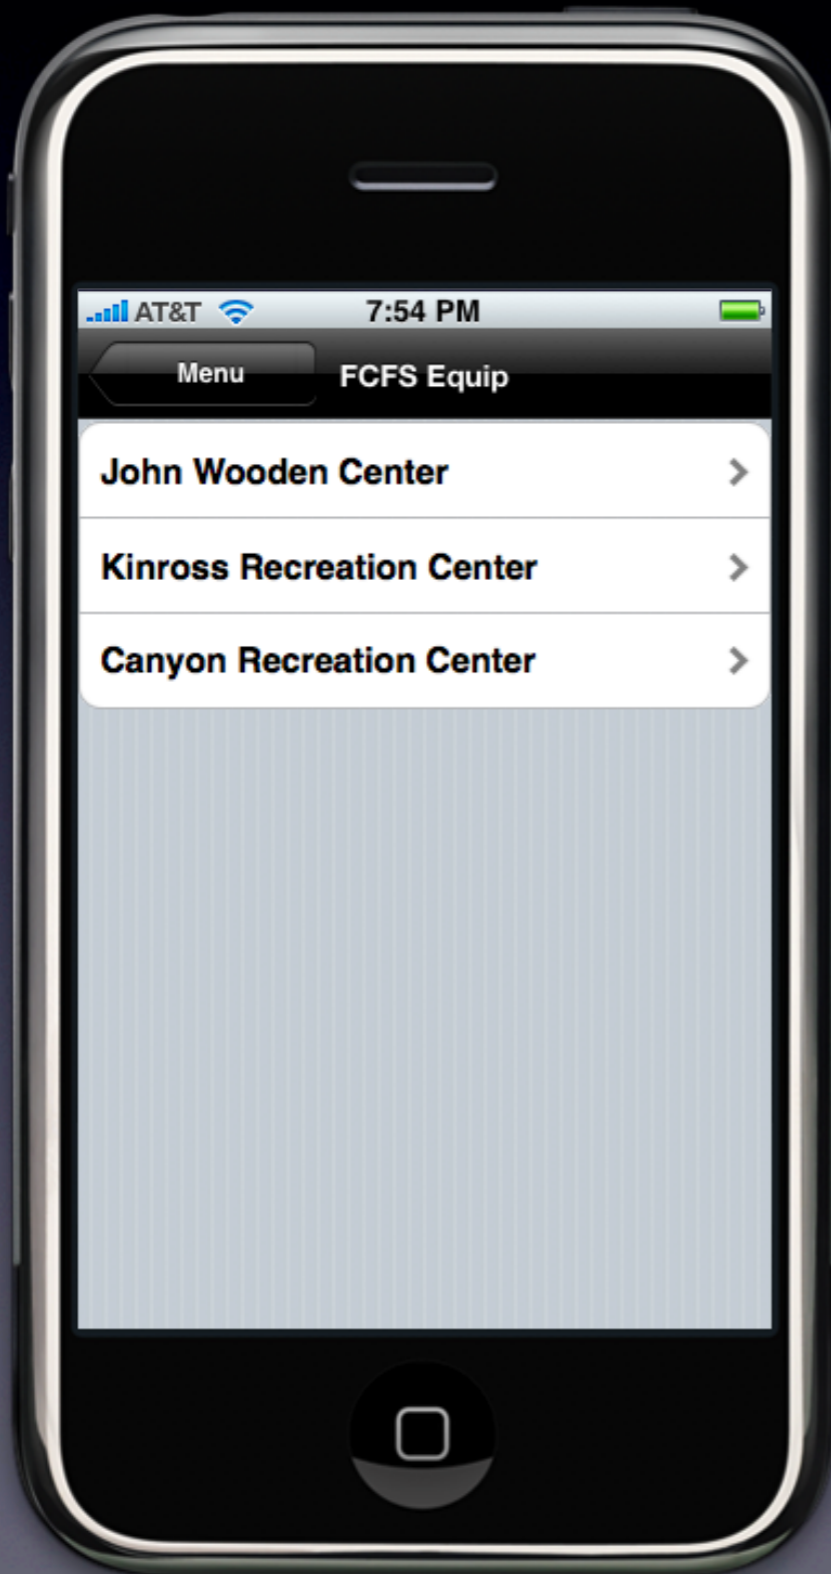 AT&T 7:54 PM
Menu FCFS Equip
John Wooden Center
Kinross Recreation Center
Canyon Recreation Center